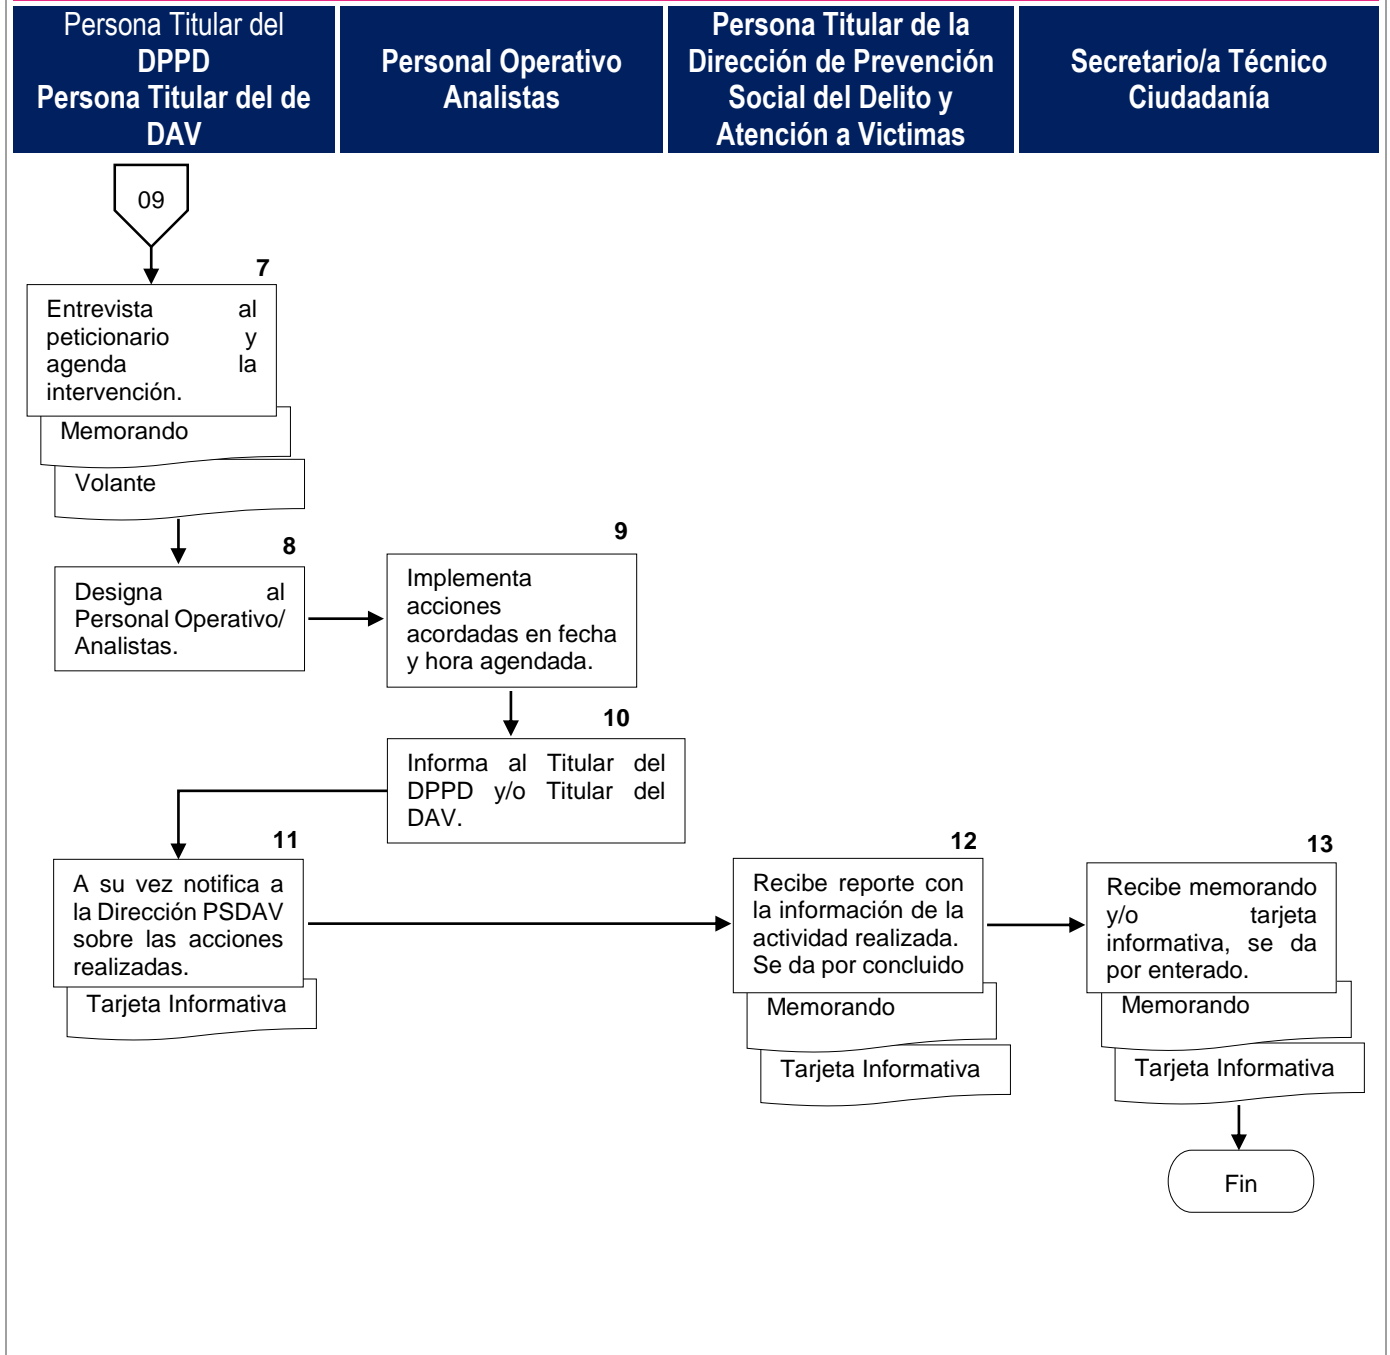 Persona Titular del
DPPD
Persona Titular del de
DAV
Personal Operativo
Analistas
Persona Titular de la
Dirección de Prevención
Social del Delito y
Atención a Victimas
Secretario/a Técnico
Ciudadanía
09
7
Entrevista al
peticionario y
agenda la
intervención.
Memorando
Volante
8
Designa al
Personal Operativo/
Analistas.
9
Implementa
acciones
acordadas en fecha
y hora agendada.
10
Informa al Titular del
DPPD y/o Titular del
DAV.
11
A su vez notifica a
la Dirección PSDAV
sobre las acciones
realizadas.
Tarjeta Informativa
12
Recibe reporte con
la información de la
actividad realizada.
Se da por concluido
Memorando
Tarjeta Informativa
13
Recibe memorando
y/o tarjeta
informativa, se da
por enterado.
Memorando
Tarjeta Informativa
Fin